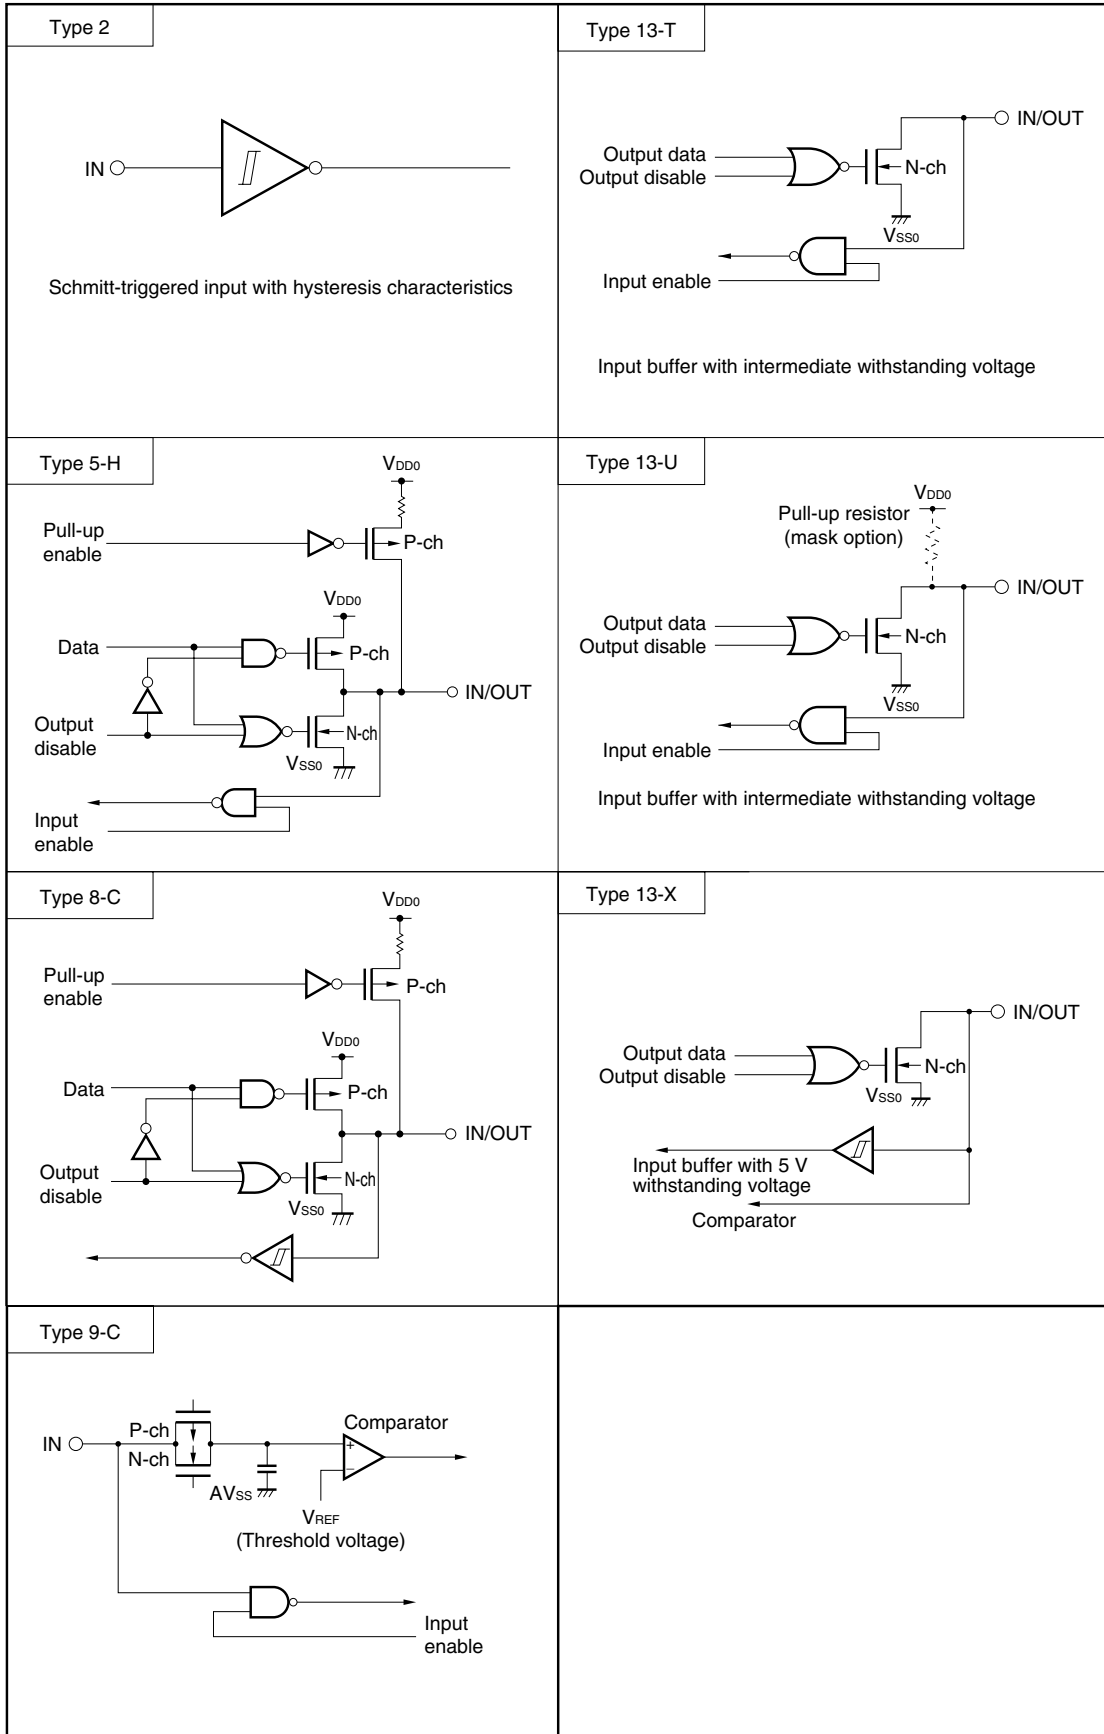 Type 2
IN
Schmitt-triggered input with hysteresis characteristics
Type 13-T
IN/OUT
Output data
Output disable
N-ch
VSS0
Input enable
Input buffer with intermediate withstanding voltage
Type 5-H
VDD0
Pull-up
enable
P-ch
VDD0
Data
P-ch
IN/OUT
Output
disable
N-ch
VSS0
Input
enable
Type 13-U
VDD0
Pull-up resistor
(mask option)
IN/OUT
Output data
Output disable
N-ch
VSS0
Input enable
Input buffer with intermediate withstanding voltage
Type 8-C
VDD0
Pull-up
enable
P-ch
VDD0
Data
P-ch
IN/OUT
Output
disable
N-ch
VSS0
Type 13-X
IN/OUT
Output data
Output disable
N-ch
VSS0
Input buffer with 5 V
withstanding voltage
Comparator
Type 9-C
Comparator
P-ch
IN
N-ch
+
−
AVSS
VREF
(Threshold voltage)
Input
enable